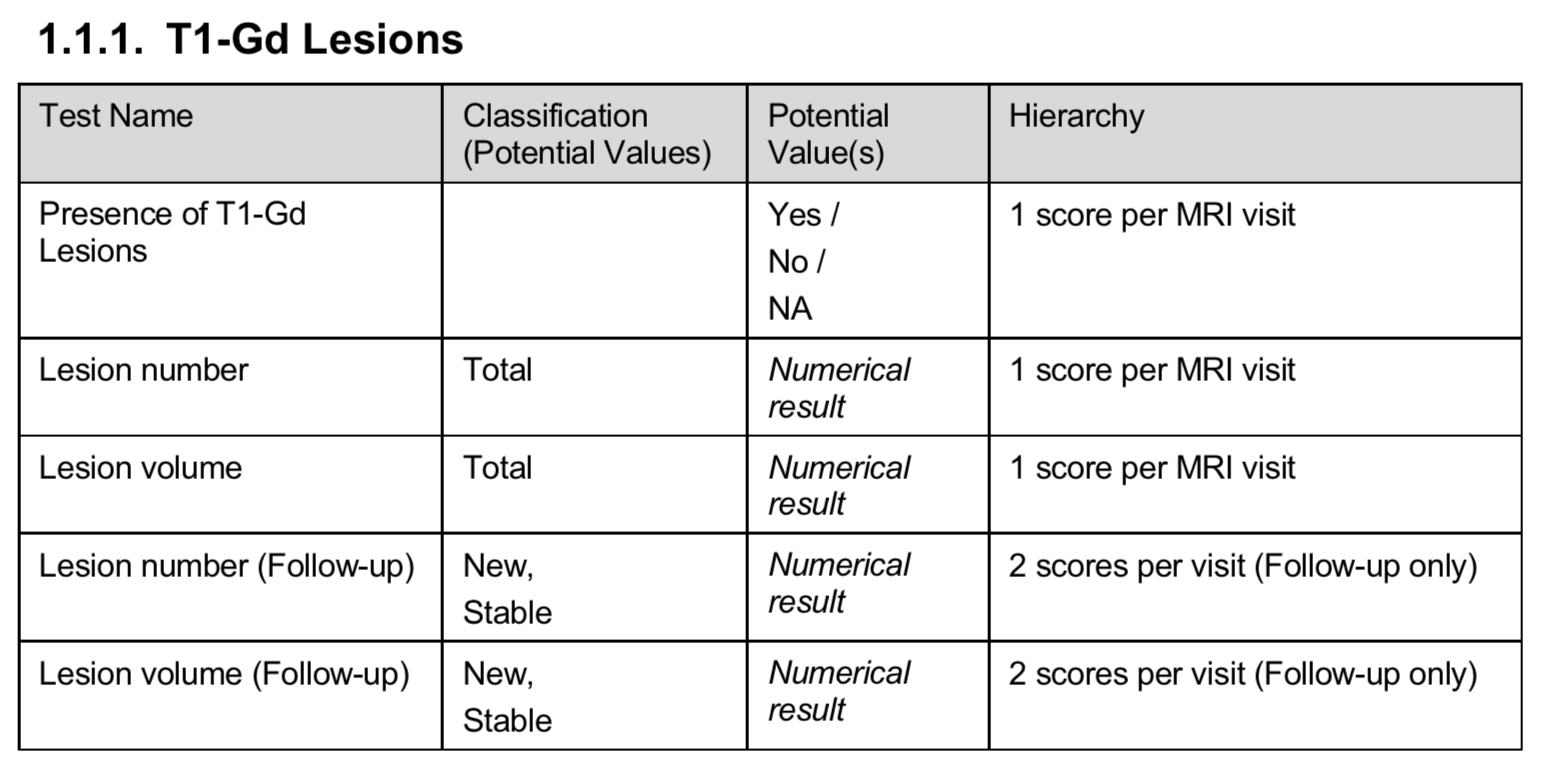 1.1.1. T1-Gd Lesions
Test Name
Classification
(Potential Values)
Potential
Value(s)
Hierarchy
Presence of T1-Gd
Lesions
Yes /
No /
NA
1 score per MRI visit
Lesion number
Total
Numerical
result
1 score per MRI visit
Lesion volume
Total
Numerical
result
1 score per MRI visit
Lesion number (Follow-up)
New,
Stable
Numerical
result
2 scores per visit (Follow-up only)
Lesion volume (Follow-up)
New,
Stable
Numerical
result
2 scores per visit (Follow-up only)